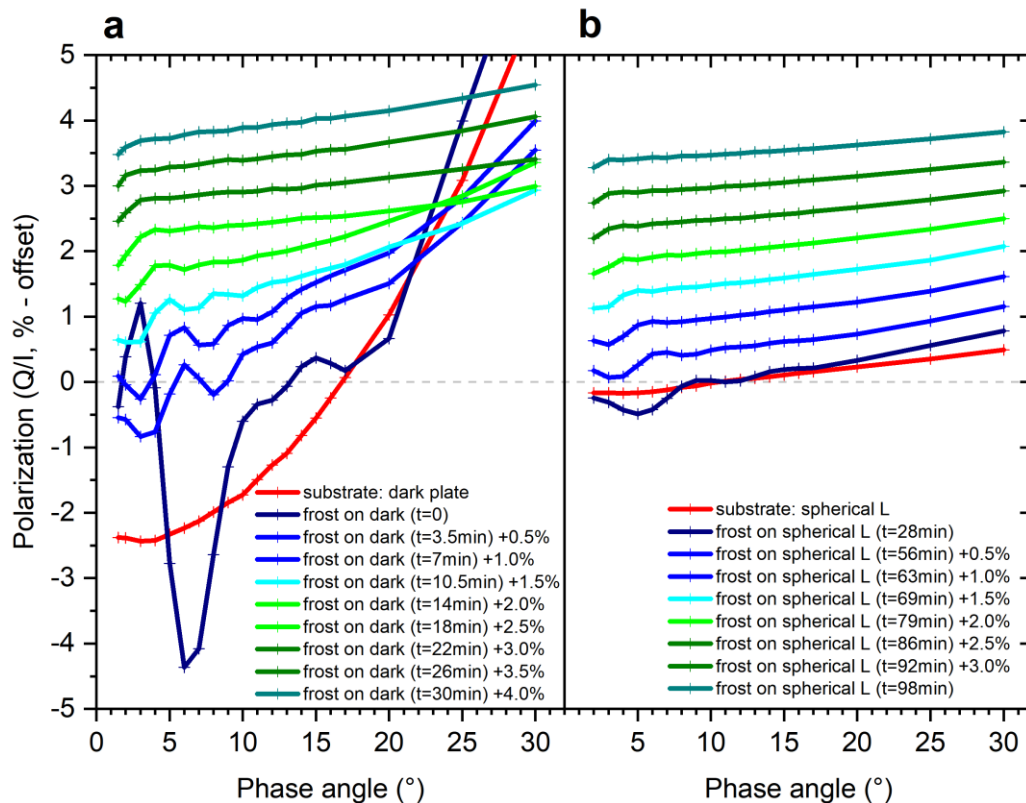 a
b
5
4
3
2
1
0
-1
-2
-3
-4
-5
Polarization (Q/I, % - offset)
substrate: dark plate
frost on dark (t=0)
frost on dark (t=3.5min) +0.5%
frost on dark (t=7min) +1.0%
frost on dark (t=10.5min) +1.5%
frost on dark (t=14min) +2.0%
frost on dark (t=18min) +2.5%
frost on dark (t=22min) +3.0%
frost on dark (t=26min) +3.5%
frost on dark (t=30min) +4.0%
substrate: spherical L
frost on spherical L (t=28min)
frost on spherical L (t=56min) +0.5%
frost on spherical L (t=63min) +1.0%
frost on spherical L (t=69min) +1.5%
frost on spherical L (t=79min) +2.0%
frost on spherical L (t=86min) +2.5%
frost on spherical L (t=92min) +3.0%
frost on spherical L (t=98min)
0 5 10 15 20 25 30
5 10 15 20 25 30
Phase angle (°)
Phase angle (°)